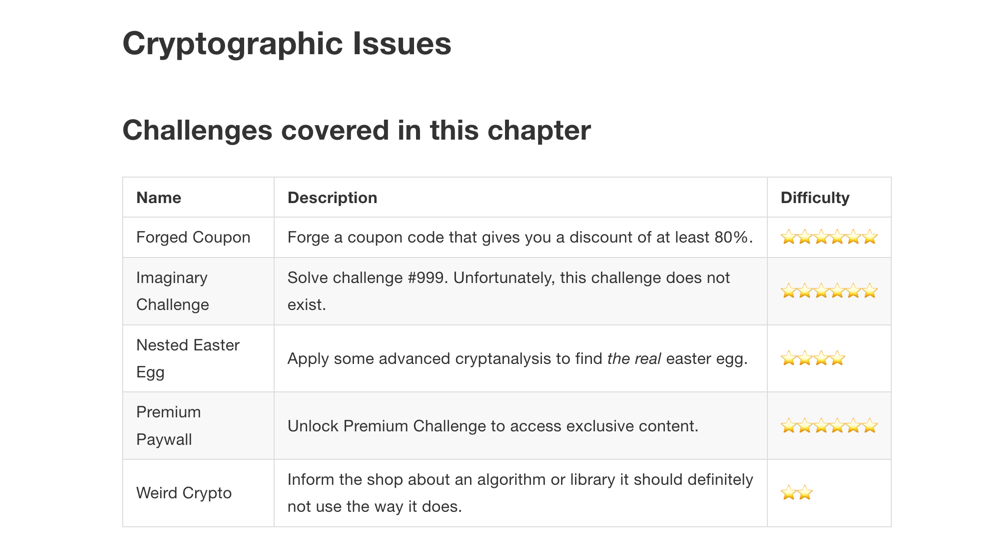 Cryptographic Issues
Challenges covered in this chapter
Name Description Difficulty
Forged Coupon Forge a coupon code that gives you a discount of at least 80%. ⭐⭐⭐⭐⭐⭐
Imaginary Solve challenge #999. Unfortunately, this challenge does not
Challenge exist. ⭐⭐⭐⭐⭐⭐
Nested Easter
Egg Apply some advanced cryptanalysis to find the real easter egg. ⭐⭐⭐⭐
Premium
Paywall Unlock Premium Challenge to access exclusive content. ⭐⭐⭐⭐⭐⭐
Weird Crypto Inform the shop about an algorithm or library it should definitely
not use the way it does. ⭐⭐